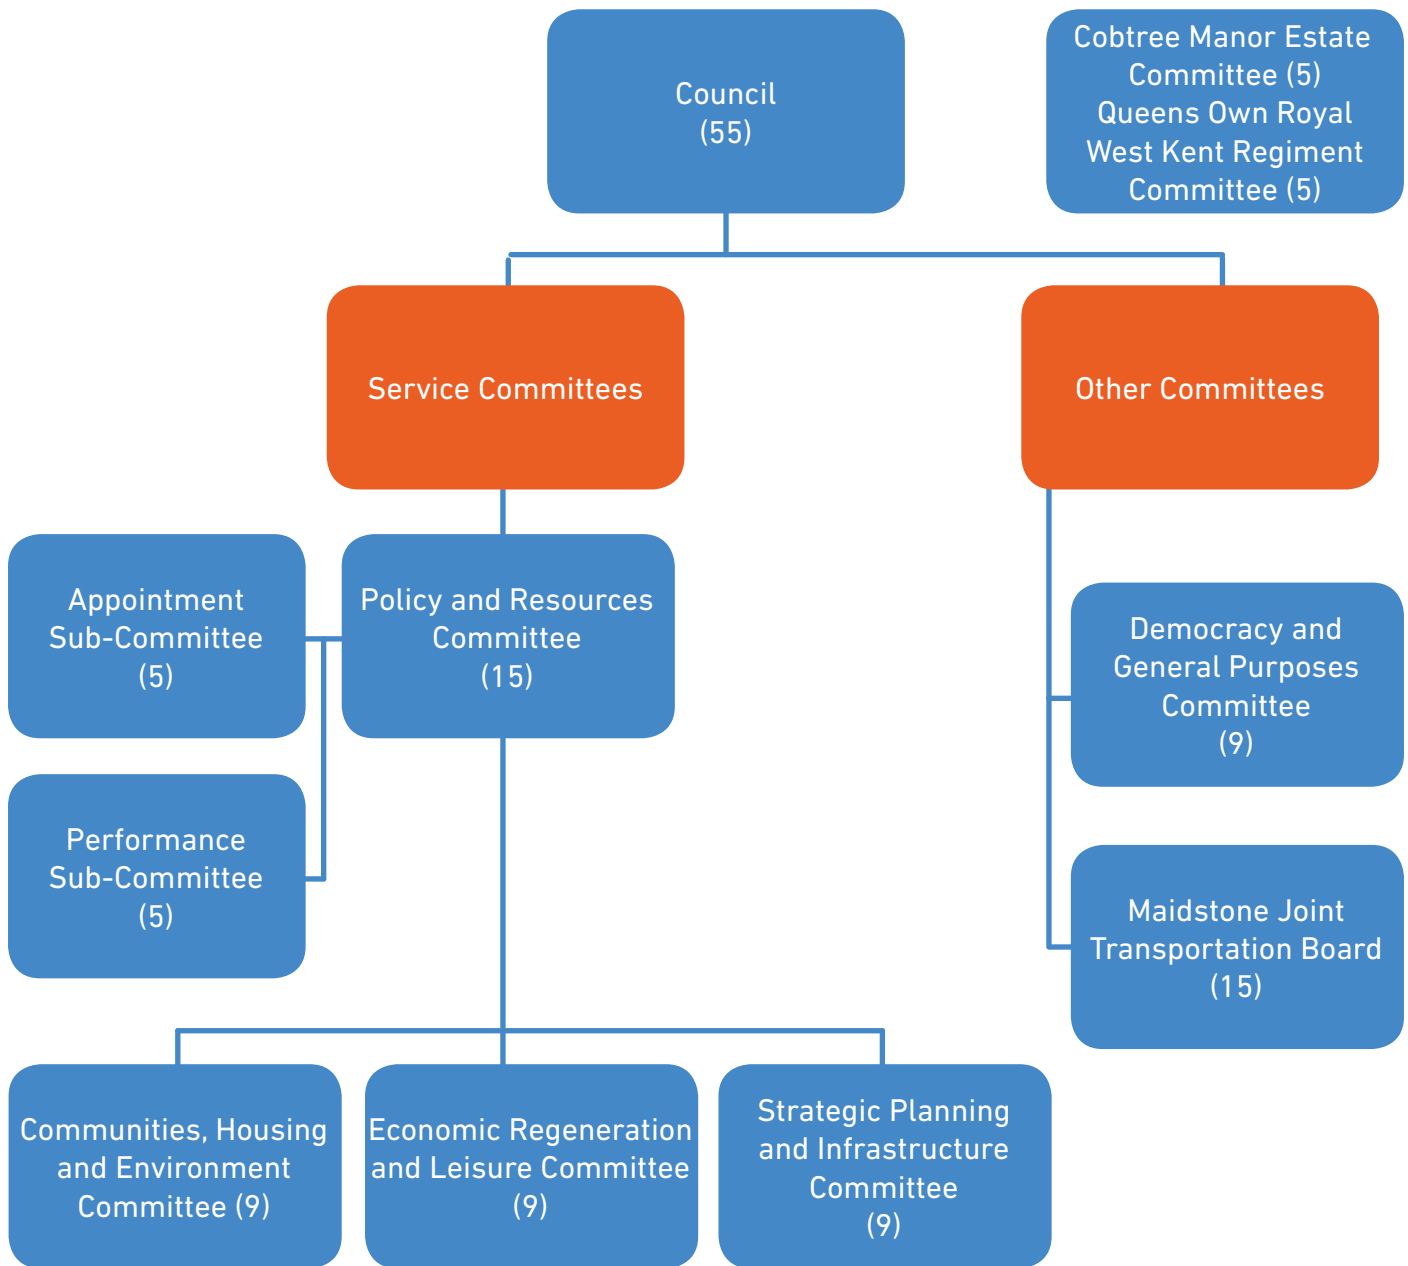 Council
(55)
Cobtree Manor Estate
Committee (5)
Queens Own Royal
West Kent Regiment
Committee (5)
Service Committees
Other Committees
Appointment
Sub-Committee
(5)
Policy and Resources
Committee
(15)
Democracy and
General Purposes
Committee
(9)
Performance
Sub-Committee
(5)
Maidstone Joint
Transportation Board
(15)
Communities, Housing
and Environment
Committee (9)
Economic Regeneration
and Leisure Committee
(9)
Strategic Planning
and Infrastructure
Committee
(9)